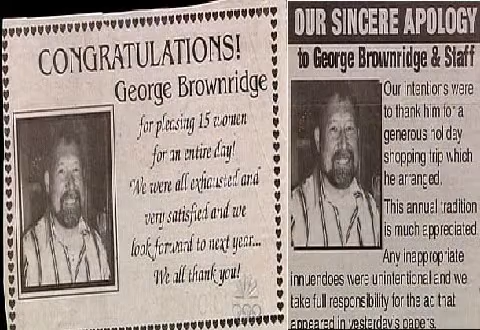 CONGRATULATIONS!
George Brownridge
for pleasing 15 women
for an entire day!
"We were all exhausted and
very satisfied and we
look forward to next year...
We all thank you!
OUR SINCERE APOLOGY
to George Brownridge & Staff
Our intentions were
to thank him for a
generous holiday
shopping trip which
he arranged.
This annual tradition
is much appreciated.
Any inappropriate
innuendoes were unintentional and we
take full responsibility for the ad that
appeared in yesterday's papers.